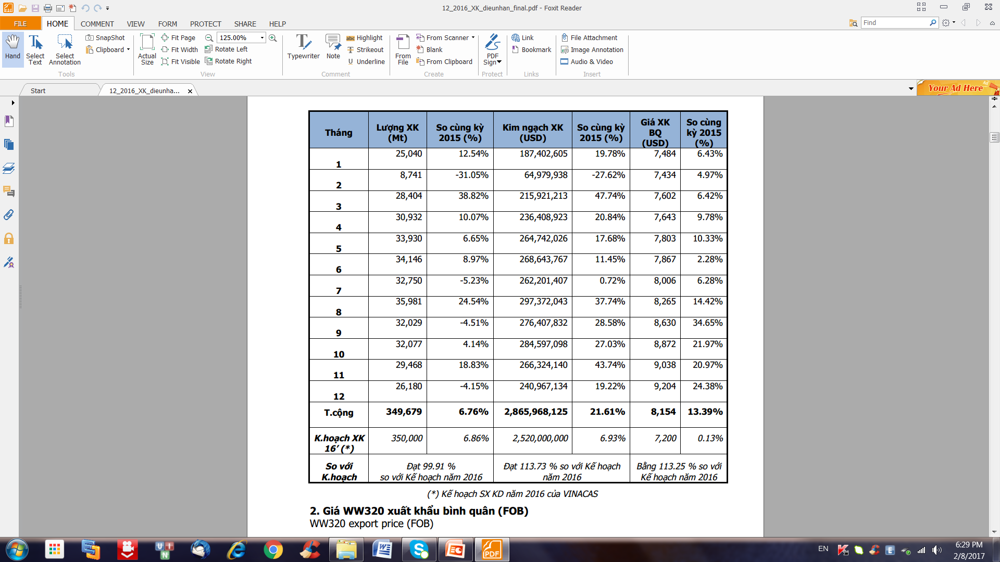 12_2016_XK_dieunhan_final.pdf - Foxit Reader
FILE HOME COMMENT VIEW FORM PROTECT SHARE HELP
Find
Hand
Select Text
Select Annotation
SnapShot
Clipboard
Tools
Actual Size
Fit Page
Fit Width
Fit Visible
125.00%
Rotate Left
Rotate Right
View
Typewriter
Note
Highlight
Strikeout
Underline
Comment
From File
From Scanner
Blank
From Clipboard
Create
PDF Sign
Protect
Link
Bookmark
Links
File Attachment
Image Annotation
Audio & Video
Insert
Start
12_2016_XK_dieunha...
Your Ad Here
Ad
Tháng Lượng XK (Mt) So cùng kỳ 2015 (%) Kim ngạch XK (USD) So cùng kỳ 2015 (%) Giá XK BQ (USD) So cùng kỳ 2015 (%)
1 25,040 12.54% 187,402,605 19.78% 7,484 6.43%
2 8,741 -31.05% 64,979,938 -27.62% 7,434 4.97%
3 28,404 38.82% 215,921,213 47.74% 7,602 6.42%
4 30,932 10.07% 236,408,923 20.84% 7,643 9.78%
5 33,930 6.65% 264,742,026 17.68% 7,803 10.33%
6 34,146 8.97% 268,643,767 11.45% 7,867 2.28%
7 32,750 -5.23% 262,201,407 0.72% 8,006 6.28%
8 35,981 24.54% 297,372,043 37.74% 8,265 14.42%
9 32,029 -4.51% 276,407,832 28.58% 8,630 34.65%
10 32,077 4.14% 284,597,098 27.03% 8,872 21.97%
11 29,468 18.83% 266,324,140 43.74% 9,038 20.97%
12 26,180 -4.15% 240,967,134 19.22% 9,204 24.38%
T.cộng 349,679 6.76% 2,865,968,125 21.61% 8,154 13.39%
K.hoạch XK 16’ (*) 350,000 6.86% 2,520,000,000 6.93% 7,200 0.13%
So với K.hoạch Đạt 99.91 % so với Kế hoạch năm 2016 Đạt 113.73 % so với Kế hoạch năm 2016 Bằng 113.25 % so với Kế hoạch năm 2016
(*) Kế hoạch SX KD năm 2016 của VINACAS
2. Giá WW320 xuất khẩu bình quân (FOB)
WW320 export price (FOB)
EN
6:29 PM
2/8/2017